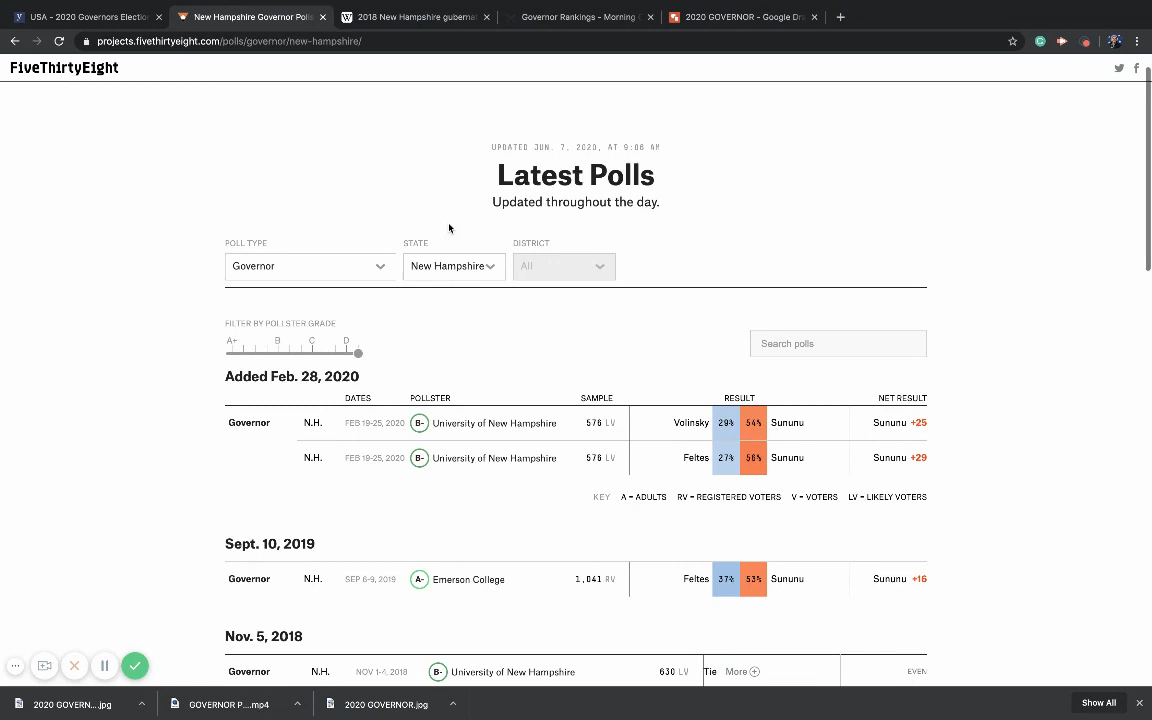 USA - 2020 Governors Electio
New Hampshire Governor Polls
2018 New Hampshire gubernat
Governor Rankings - Morning C
2020 GOVERNOR - Google Dra
projects.fivethirtyeight.com/polls/governor/new-hampshire/
FiveThirtyEight
UPDATED JUN. 7, 2020, AT 9:06 AM
Latest Polls
Updated throughout the day.
POLL TYPE STATE DISTRICT
Governor New Hampshire All
FILTER BY POLLSTER GRADE
A+ B C D
Search polls
Added Feb. 28, 2020
DATES POLLSTER SAMPLE RESULT NET RESULT
Governor N.H. FEB 19-25, 2020 B- University of New Hampshire 576 LV Volinsky 29% 54% Sununu Sununu +25
N.H. FEB 19-25, 2020 B- University of New Hampshire 576 LV Feltes 27% 56% Sununu Sununu +29
KEY A = ADULTS RV = REGISTERED VOTERS V = VOTERS LV = LIKELY VOTERS
Sept. 10, 2019
Governor N.H. SEP 6-9, 2019 A- Emerson College 1,041 RV Feltes 37% 53% Sununu Sununu +16
Nov. 5, 2018
Governor N.H. NOV 1-4, 2018 B- University of New Hampshire 630 LV Tie More EVEN
2020 GOVERN....jpg
GOVERNOR P....mp4
2020 GOVERNOR.jpg
Show All